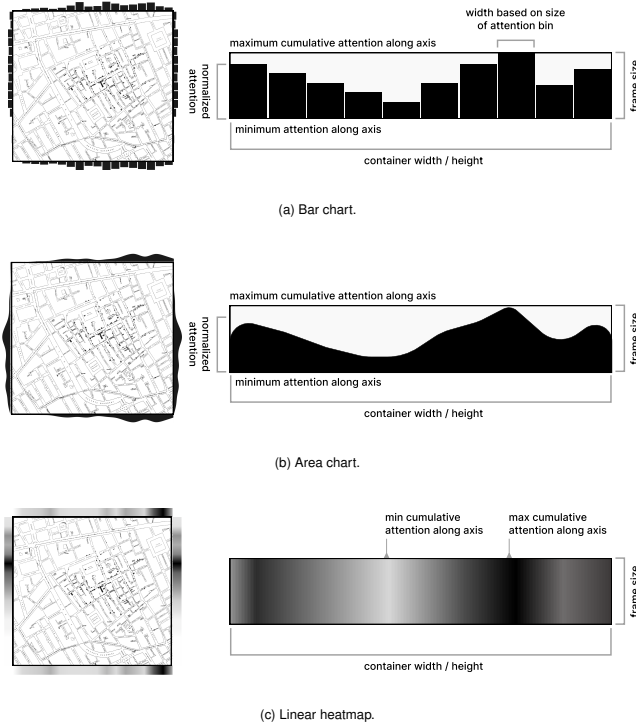 width based on size
of attention bin
maximum cumulative attention along axis
normalized
attention
frame size
minimum attention along axis
container width / height
(a) Bar chart.
maximum cumulative attention along axis
normalized
attention
frame size
minimum attention along axis
container width / height
(b) Area chart.
min cumulative
attention along axis
max cumulative
attention along axis
frame size
container width / height
(c) Linear heatmap.